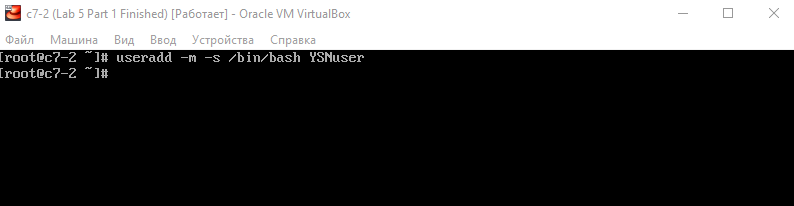 c7-2 (Lab 5 Part 1 Finished) [Работает] - Oracle VM VirtualBox
Файл Машина Вид Ввод Устройства Справка
[root@c7-2 ~]# useradd -m -s /bin/bash YSNuser
[root@c7-2 ~]#